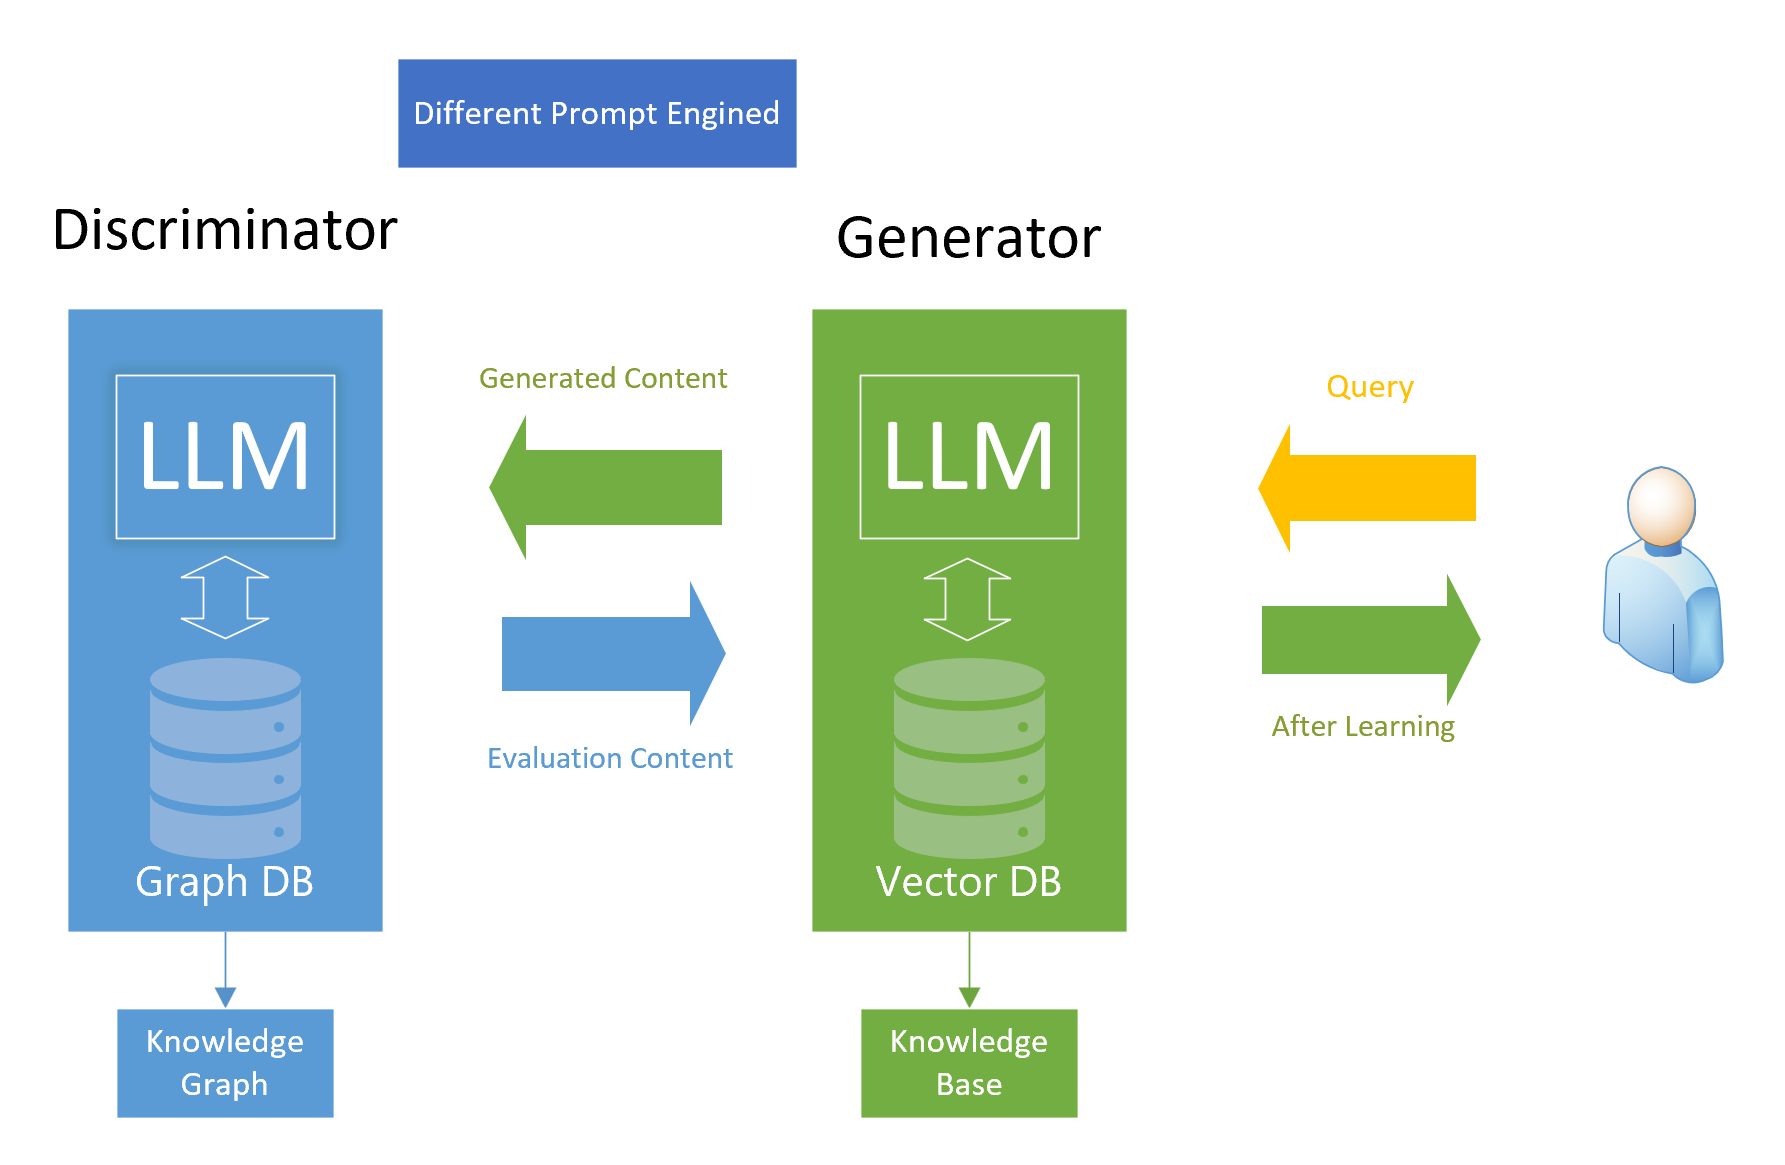 Different Prompt Engined
Discriminator
Generator
LLM
Generated Content
LLM
Query
Evaluation Content
After Learning
Graph DB
Vector DB
Knowledge
Graph
Knowledge
Base